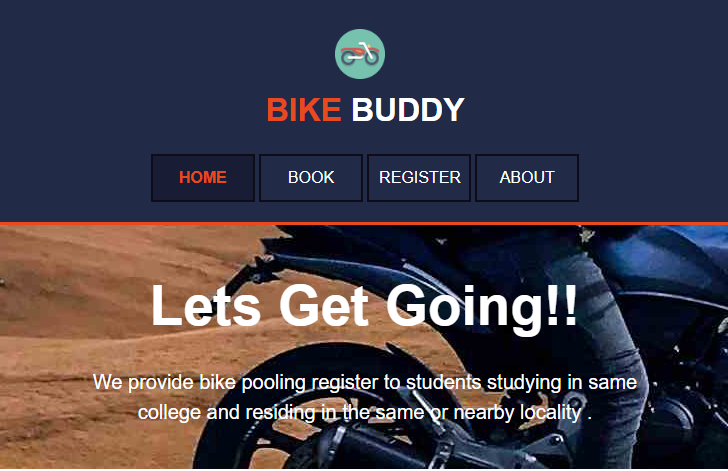 BIKE BUDDY
HOME BOOK REGISTER ABOUT
Lets Get Going!!
We provide bike pooling register to students studying in same
college and residing in the same or nearby locality .